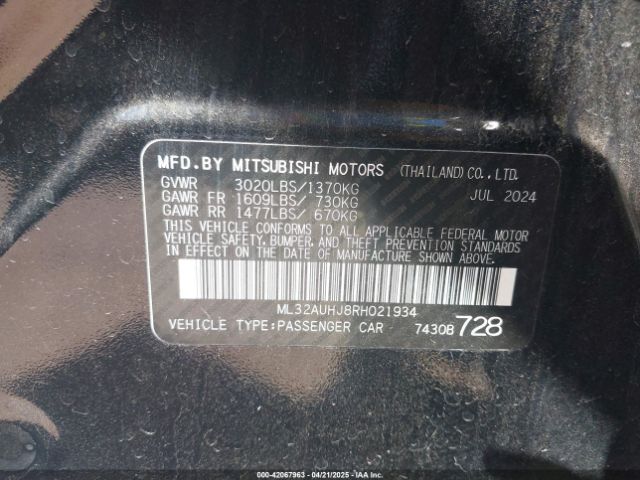 MFD.BY MITSUBISHI MOTORS (THAILAND) CO., LTD.
GVWR 3020LBS/1370KG JUL 2024
GAWR FR 1609LBS/ 730KG
GAWR RR 1477LBS/ 670KG
THIS VEHICLE CONFORMS TO ALL APPLICABLE FEDERAL MOTOR
VEHICLE SAFETY, BUMPER, AND THEFT PREVENTION STANDARDS
IN EFFECT ON THE DATE OF MANUFACTURE SHOWN ABOVE.
ML32AUHJ8RH021934
VEHICLE TYPE:PASSENGER CAR 74308 728
000-42067963 - 04/21/2025 - IAA Inc.